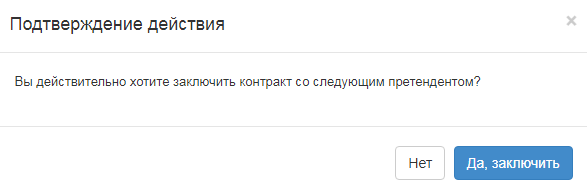 Подтверждение действия
×
Вы действительно хотите заключить контракт со следующим претендентом?
Нет
Да, заключить